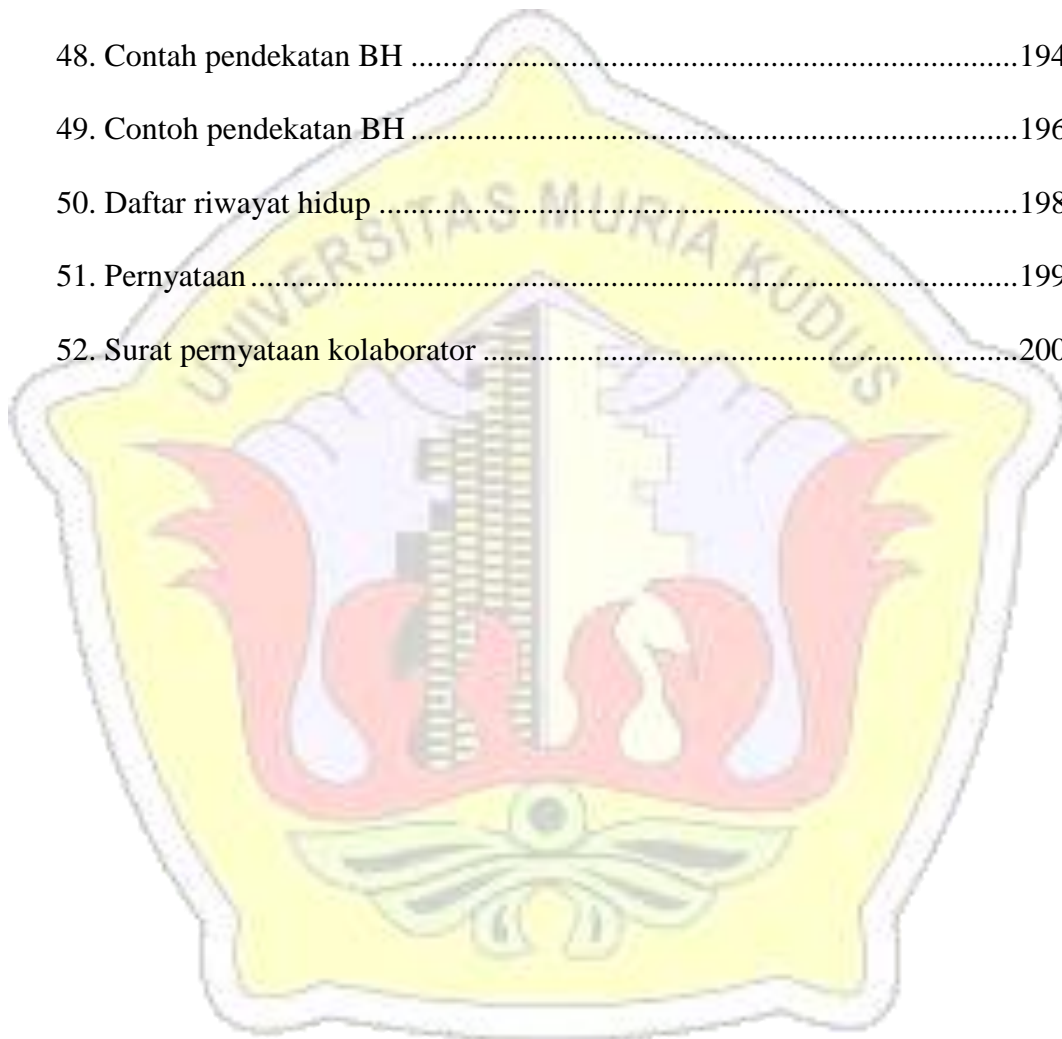 48. Contah pendekatan BH ..............................................................................194
49. Contoh pendekatan BH ..............................................................................196
50. Daftar riwayat hidup ..................................................................................198
51. Pernyataan ..................................................................................................199
52. Surat pernyataan kolaborator .....................................................................200
UNIVERSITAS MURIA KUDUS